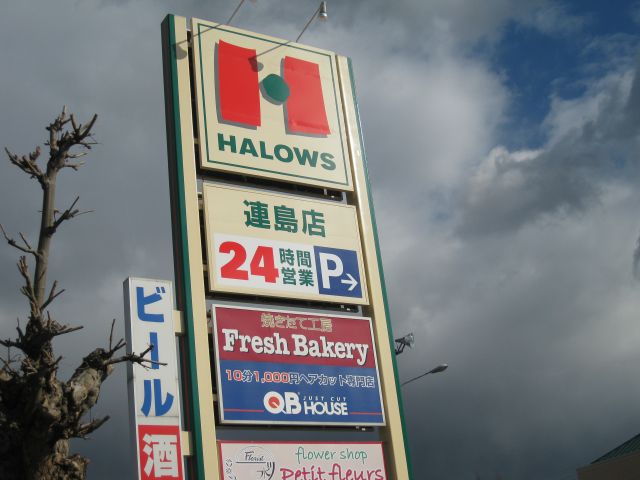 HALOWS
連島店
24時間営業
P→
焼きたて工房
Fresh Bakery
10分1,000円ヘアカット専門店
JUST CUT
QB HOUSE
ビール
酒
Florist
flower shop
Petit fleurs